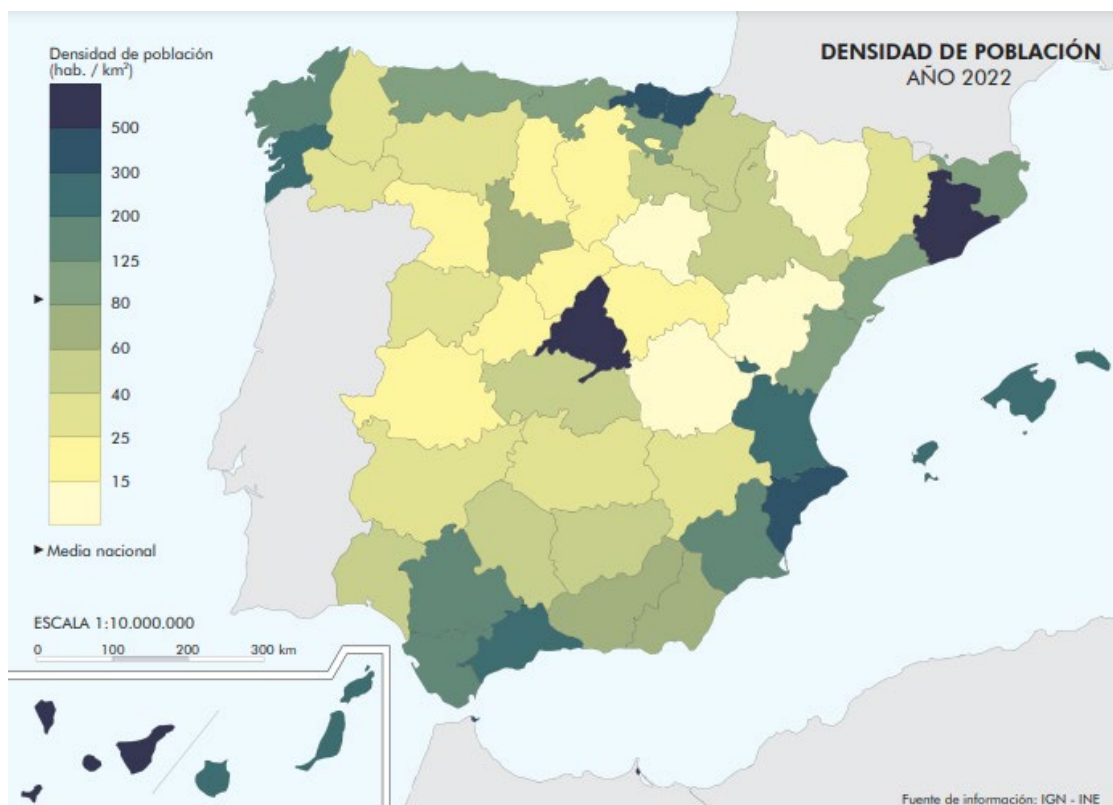 DENSIDAD DE POBLACIÓN
AÑO 2022
Densidad de población
(hab. / km²)
500
300
200
125
80
60
40
25
15
Media nacional
ESCALA 1:10.000.000
0 100 200 300 km
Fuente de información: IGN - INE